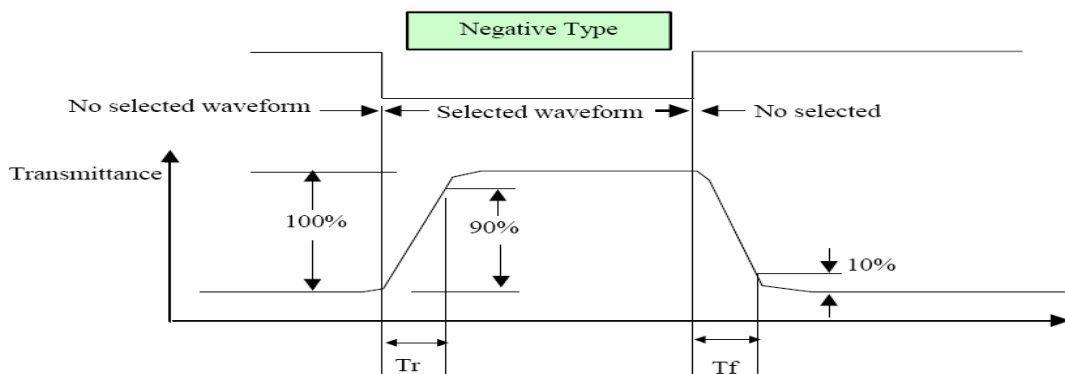 Negative Type
No selected waveform
Selected waveform
No selected
Transmittance
100%
90%
10%
Tr
Tf